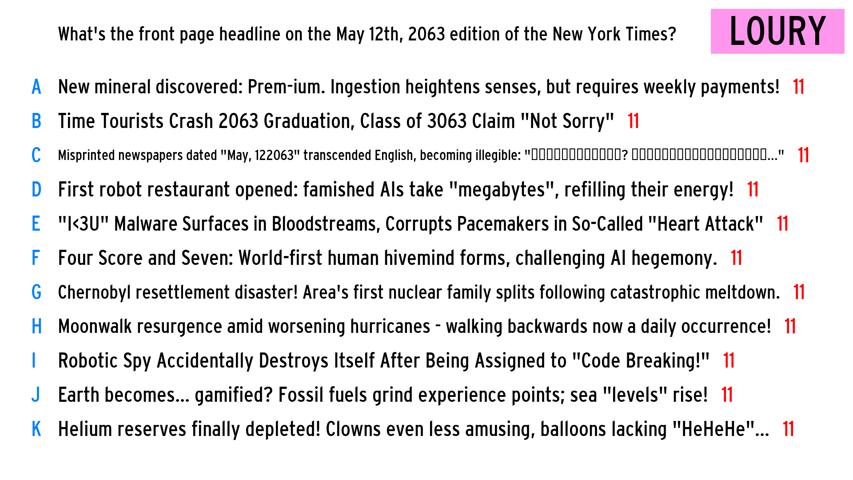 What's the front page headline on the May 12th, 2063 edition of the New York Times?
LOURY
A New mineral discovered: Prem-ium. Ingestion heightens senses, but requires weekly payments! 11
B Time Tourists Crash 2063 Graduation, Class of 3063 Claim "Not Sorry" 11
C Misprinted newspapers dated "May, 122063" transcended English, becoming illegible: "▯▯▯▯▯▯▯▯▯▯▯▯▯? ▯▯▯▯▯▯▯▯▯▯▯▯▯▯▯▯▯▯▯..." 11
D First robot restaurant opened: famished AIs take "megabytes", refilling their energy! 11
E "I<3U" Malware Surfaces in Bloodstreams, Corrupts Pacemakers in So-Called "Heart Attack" 11
F Four Score and Seven: World-first human hivemind forms, challenging AI hegemony. 11
G Chernobyl resettlement disaster! Area's first nuclear family splits following catastrophic meltdown. 11
H Moonwalk resurgence amid worsening hurricanes - walking backwards now a daily occurrence! 11
I Robotic Spy Accidentally Destroys Itself After Being Assigned to "Code Breaking!" 11
J Earth becomes... gamified? Fossil fuels grind experience points; sea "levels" rise! 11
K Helium reserves finally depleted! Clowns even less amusing, balloons lacking "HeHeHe"... 11